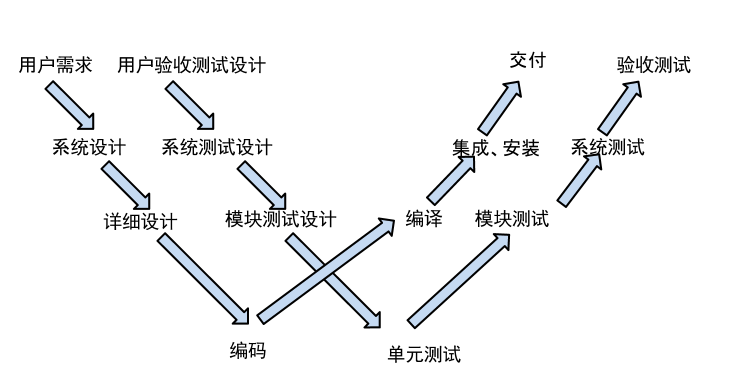 用户需求
用户验收测试设计
交付
验收测试
系统设计
系统测试设计
集成、安装
系统测试
详细设计
模块测试设计
编译
模块测试
编码
单元测试